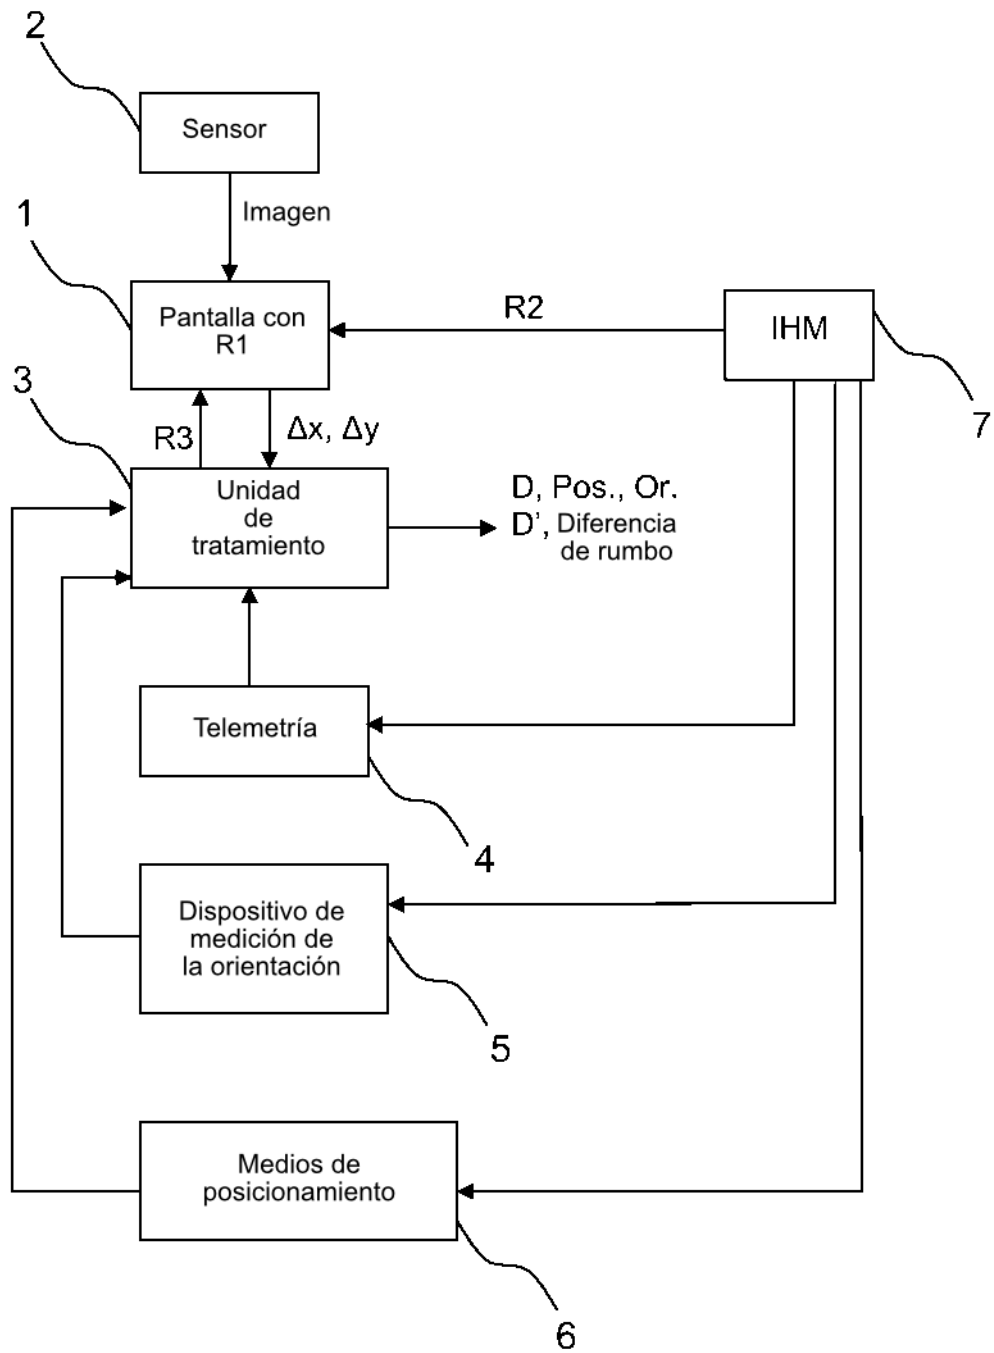 2
Sensor
Imagen
1
Pantalla con
R1
R2
IHM
7
3
R3
Δx, Δy
Unidad
de
tratamiento
D, Pos., Or.
D', Diferencia
de rumbo
Telemetría
4
Dispositivo de
medición de
la orientación
5
Medios de
posicionamiento
6